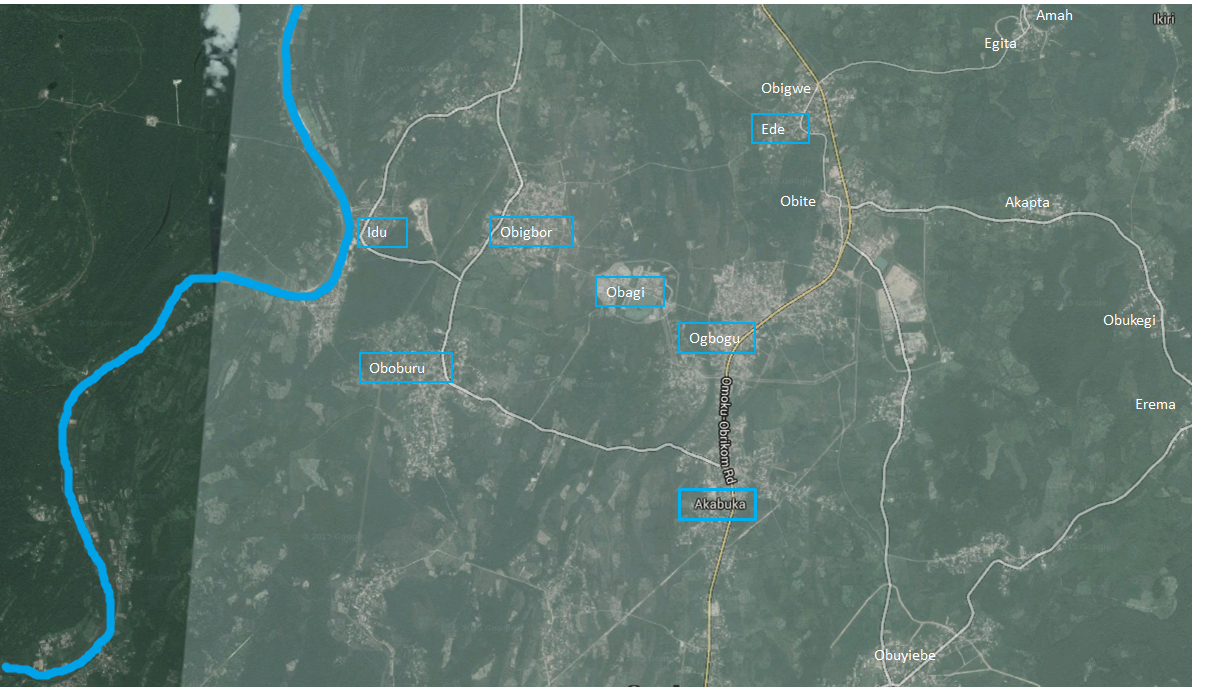 Amah
Ikiri
Egita
Obigwe
Ede
Obite
Akapta
Idu
Obigbor
Obagi
Obukegi
Ogbogu
Oboburu
Erema
Omoku-Obrikom Rd
Akabuka
Obuyiebe